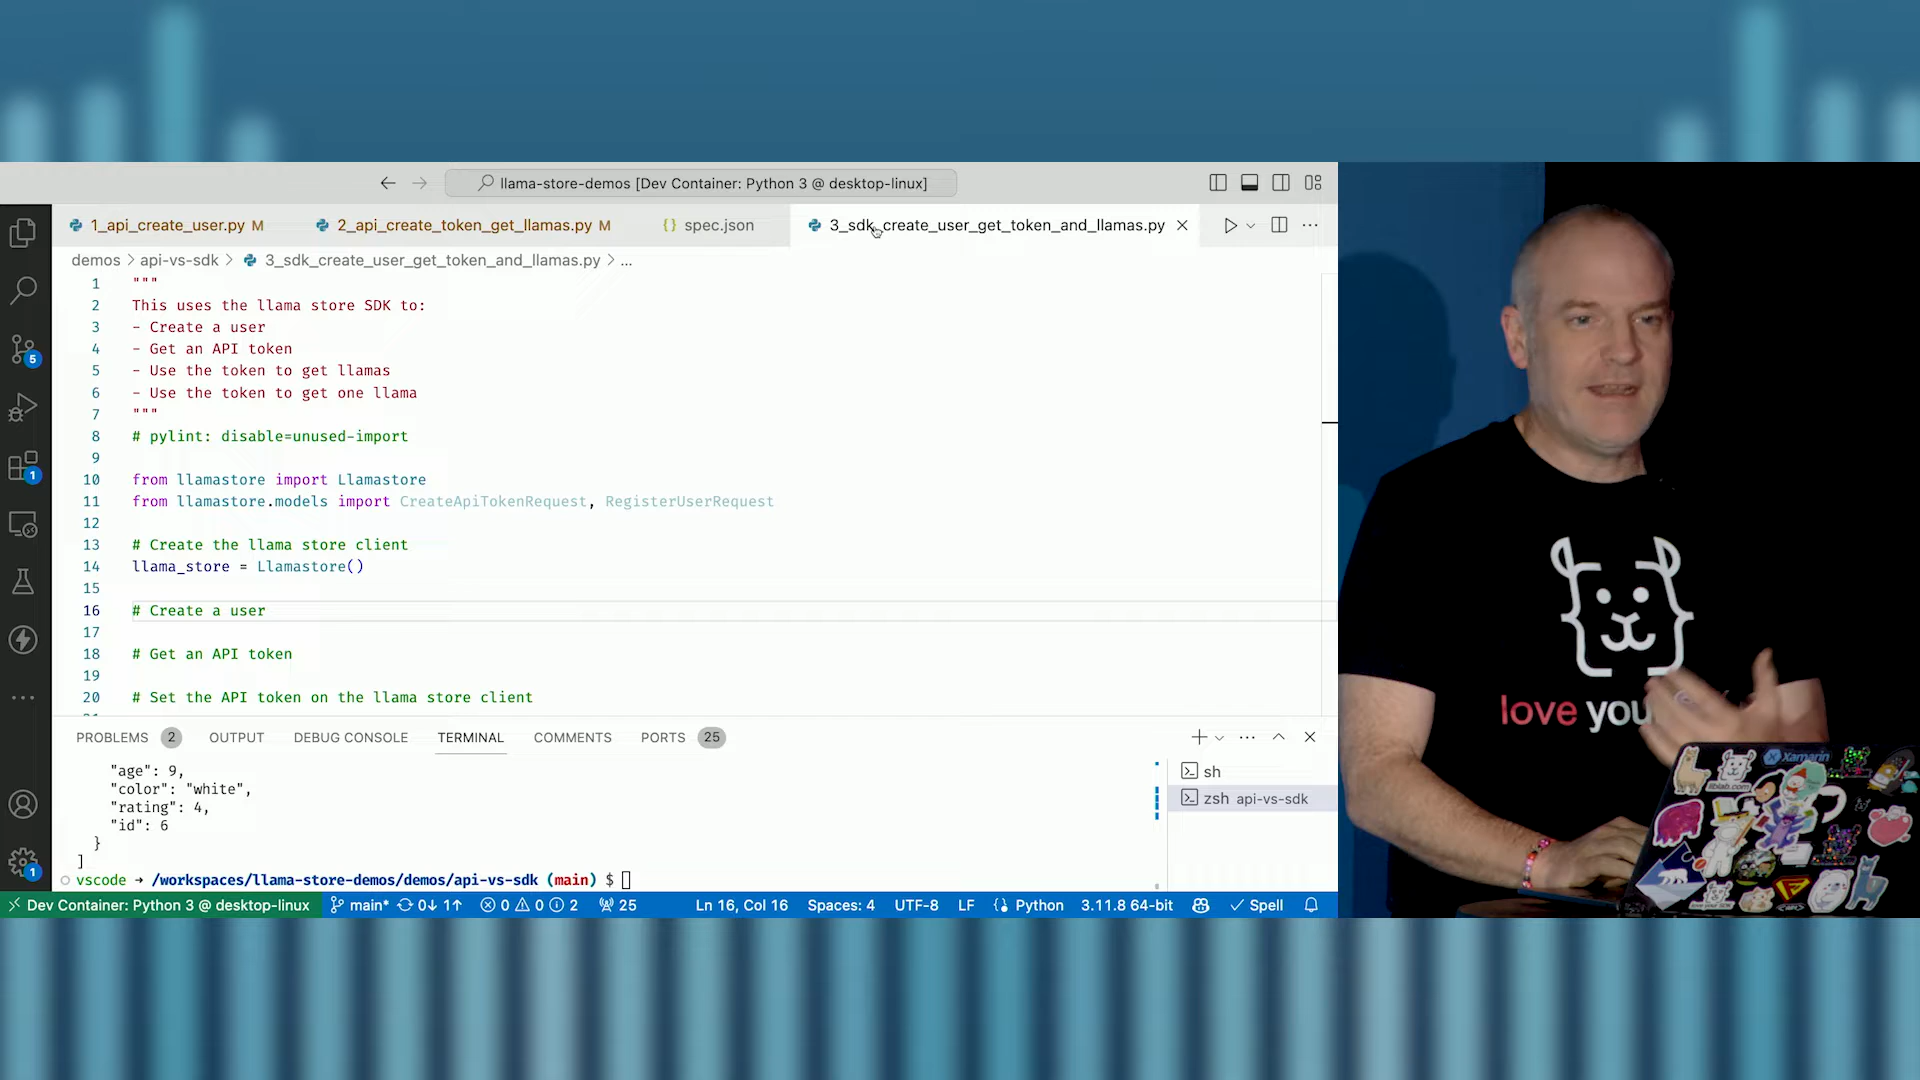 llama-store-demos [Dev Container: Python 3 @ desktop-linux]
1_api_create_user.py M
2_api_create_token_get_llamas.py M
{} spec.json
3_sdk_create_user_get_token_and_llamas.py
demos > api-vs-sdk > 3_sdk_create_user_get_token_and_llamas.py > ...
1 """
2 This uses the llama store SDK to:
3 - Create a user
4 - Get an API token
5 - Use the token to get llamas
6 - Use the token to get one llama
7 """
8 # pylint: disable=unused-import
9
10 from llamastore import Llamastore
11 from llamastore.models import CreateApiTokenRequest, RegisterUserRequest
12
13 # Create the llama store client
14 llama_store = Llamastore()
15
16 # Create a user
17
18 # Get an API token
19
20 # Set the API token on the llama store client
5
1
1
PROBLEMS 2 OUTPUT DEBUG CONSOLE TERMINAL COMMENTS PORTS 25
"age": 9,
"color": "white",
"rating": 4,
"id": 6
}
]
vscode → /workspaces/llama-store-demos/demos/api-vs-sdk (main) $
sh
zsh api-vs-sdk
Dev Container: Python 3 @ desktop-linux main* 0↓ 1↑ 0 0 2 25 Ln 16, Col 16 Spaces: 4 UTF-8 LF {} Python 3.11.8 64-bit Spell
love you
Xamarin
liblab.com